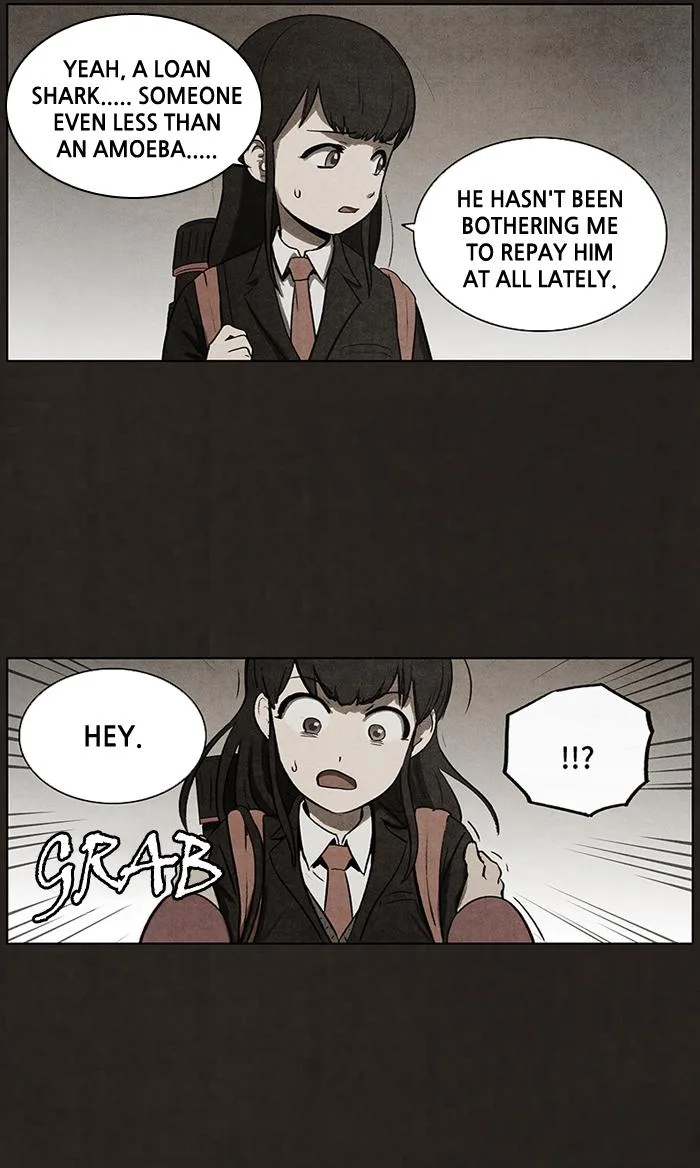 YEAH, A LOAN
SHARK..... SOMEONE
EVEN LESS THAN
AN AMOEBA.....
HE HASN'T BEEN
BOTHERING ME
TO REPAY HIM
AT ALL LATELY.
HEY.
!!?
GRAB